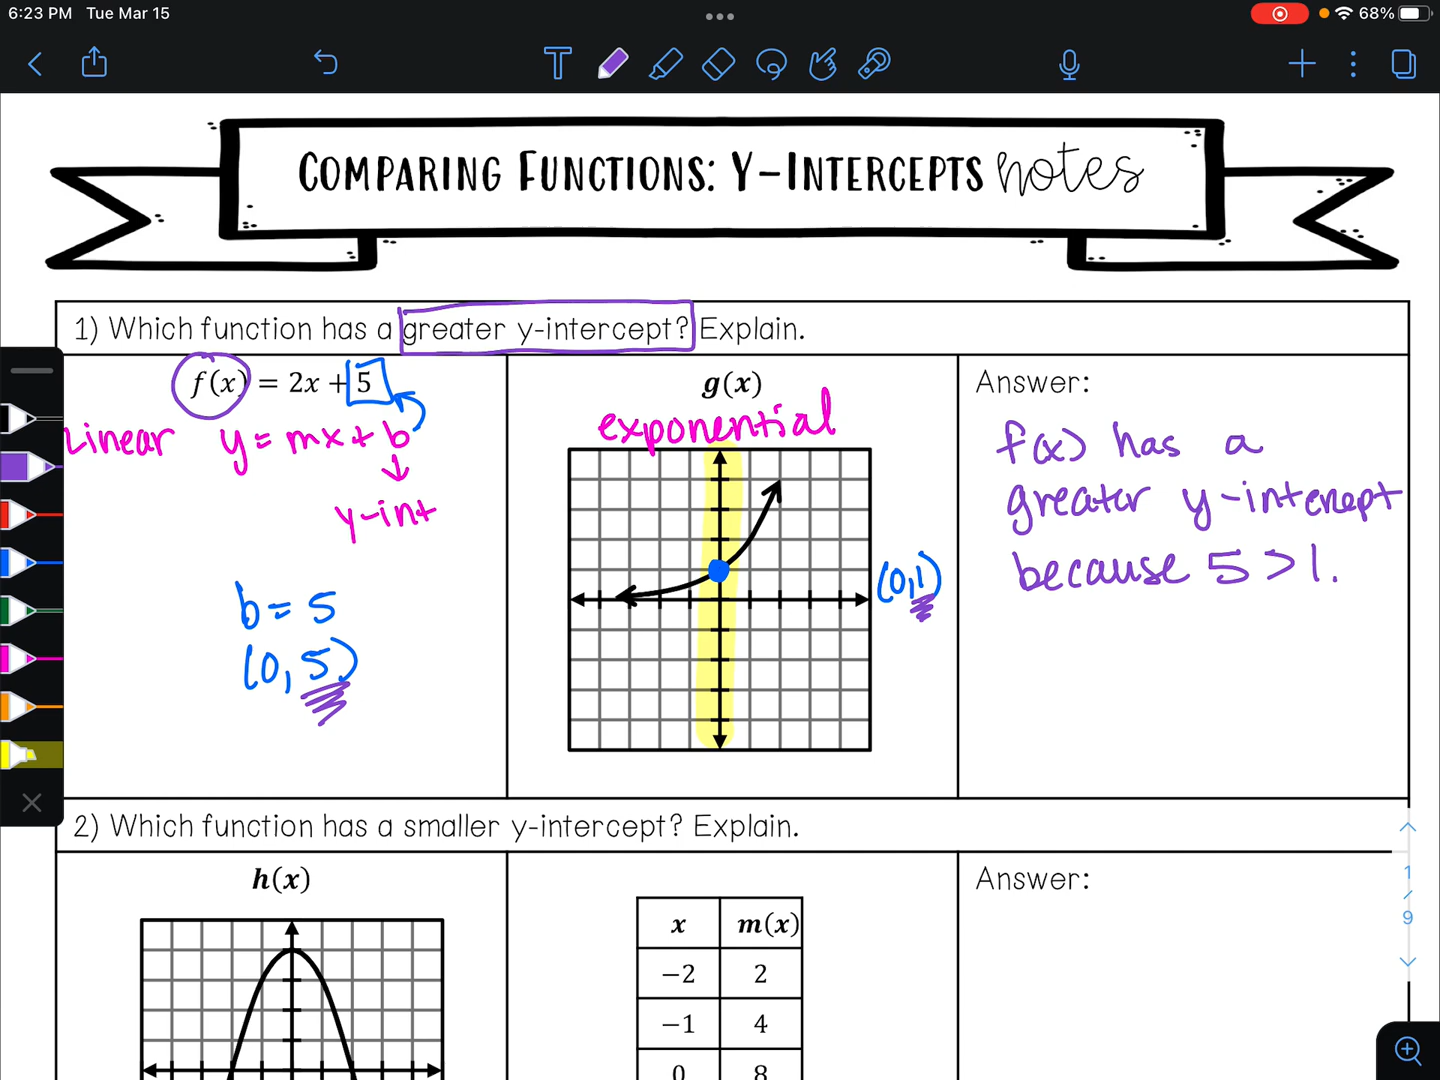 6:23 PM Tue Mar 15
68%
COMPARING FUNCTIONS: Y-INTERCEPTS notes
1) Which function has a greater y-intercept? Explain.
f(x) = 2x + 5
Linear y = mx + b
y-int
b = 5
(0, 5)
g(x)
exponential
(0,1)
Answer:
f(x) has a
greater y-intercept
because 5 > 1.
2) Which function has a smaller y-intercept? Explain.
h(x)
x m(x)
−2 2
−1 4
0 8
Answer:
1
/
9